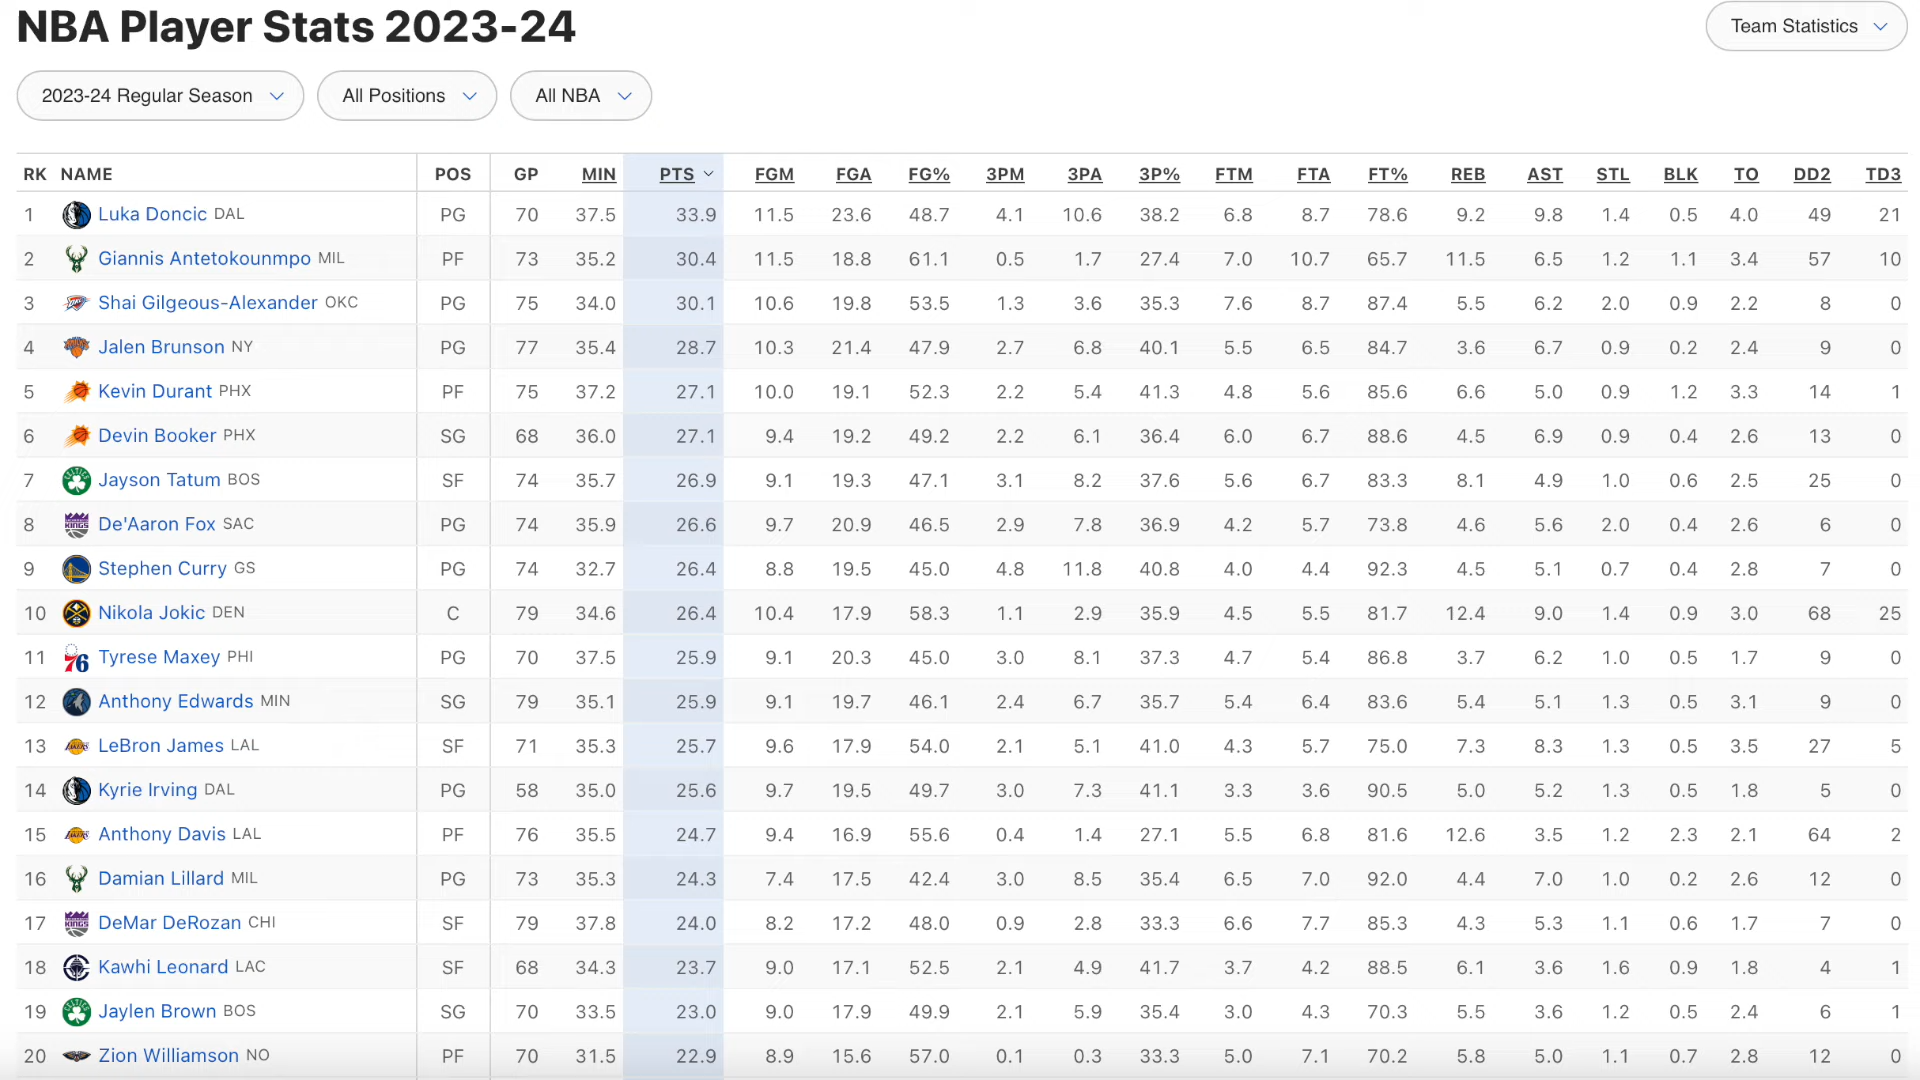 NBA Player Stats 2023-24
Team Statistics
2023-24 Regular Season All Positions All NBA
RK NAME POS GP MIN PTS FGM FGA FG% 3PM 3PA 3P% FTM FTA FT% REB AST STL BLK TO DD2 TD3
1 Luka Doncic DAL PG 70 37.5 33.9 11.5 23.6 48.7 4.1 10.6 38.2 6.8 8.7 78.6 9.2 9.8 1.4 0.5 4.0 49 21
2 Giannis Antetokounmpo MIL PF 73 35.2 30.4 11.5 18.8 61.1 0.5 1.7 27.4 7.0 10.7 65.7 11.5 6.5 1.2 1.1 3.4 57 10
3 Shai Gilgeous-Alexander OKC PG 75 34.0 30.1 10.6 19.8 53.5 1.3 3.6 35.3 7.6 8.7 87.4 5.5 6.2 2.0 0.9 2.2 8 0
4 Jalen Brunson NY PG 77 35.4 28.7 10.3 21.4 47.9 2.7 6.8 40.1 5.5 6.5 84.7 3.6 6.7 0.9 0.2 2.4 9 0
5 Kevin Durant PHX PF 75 37.2 27.1 10.0 19.1 52.3 2.2 5.4 41.3 4.8 5.6 85.6 6.6 5.0 0.9 1.2 3.3 14 1
6 Devin Booker PHX SG 68 36.0 27.1 9.4 19.2 49.2 2.2 6.1 36.4 6.0 6.7 88.6 4.5 6.9 0.9 0.4 2.6 13 0
7 Jayson Tatum BOS SF 74 35.7 26.9 9.1 19.3 47.1 3.1 8.2 37.6 5.6 6.7 83.3 8.1 4.9 1.0 0.6 2.5 25 0
8 De'Aaron Fox SAC PG 74 35.9 26.6 9.7 20.9 46.5 2.9 7.8 36.9 4.2 5.7 73.8 4.6 5.6 2.0 0.4 2.6 6 0
9 Stephen Curry GS PG 74 32.7 26.4 8.8 19.5 45.0 4.8 11.8 40.8 4.0 4.4 92.3 4.5 5.1 0.7 0.4 2.8 7 0
10 Nikola Jokic DEN C 79 34.6 26.4 10.4 17.9 58.3 1.1 2.9 35.9 4.5 5.5 81.7 12.4 9.0 1.4 0.9 3.0 68 25
11 Tyrese Maxey PHI PG 70 37.5 25.9 9.1 20.3 45.0 3.0 8.1 37.3 4.7 5.4 86.8 3.7 6.2 1.0 0.5 1.7 9 0
12 Anthony Edwards MIN SG 79 35.1 25.9 9.1 19.7 46.1 2.4 6.7 35.7 5.4 6.4 83.6 5.4 5.1 1.3 0.5 3.1 9 0
13 LeBron James LAL SF 71 35.3 25.7 9.6 17.9 54.0 2.1 5.1 41.0 4.3 5.7 75.0 7.3 8.3 1.3 0.5 3.5 27 5
14 Kyrie Irving DAL PG 58 35.0 25.6 9.7 19.5 49.7 3.0 7.3 41.1 3.3 3.6 90.5 5.0 5.2 1.3 0.5 1.8 5 0
15 Anthony Davis LAL PF 76 35.5 24.7 9.4 16.9 55.6 0.4 1.4 27.1 5.5 6.8 81.6 12.6 3.5 1.2 2.3 2.1 64 2
16 Damian Lillard MIL PG 73 35.3 24.3 7.4 17.5 42.4 3.0 8.5 35.4 6.5 7.0 92.0 4.4 7.0 1.0 0.2 2.6 12 0
17 DeMar DeRozan CHI SF 79 37.8 24.0 8.2 17.2 48.0 0.9 2.8 33.3 6.6 7.7 85.3 4.3 5.3 1.1 0.6 1.7 7 0
18 Kawhi Leonard LAC SF 68 34.3 23.7 9.0 17.1 52.5 2.1 4.9 41.7 3.7 4.2 88.5 6.1 3.6 1.6 0.9 1.8 4 1
19 Jaylen Brown BOS SG 70 33.5 23.0 9.0 17.9 49.9 2.1 5.9 35.4 3.0 4.3 70.3 5.5 3.6 1.2 0.5 2.4 6 1
20 Zion Williamson NO PF 70 31.5 22.9 8.9 15.6 57.0 0.1 0.3 33.3 5.0 7.1 70.2 5.8 5.0 1.1 0.7 2.8 12 0